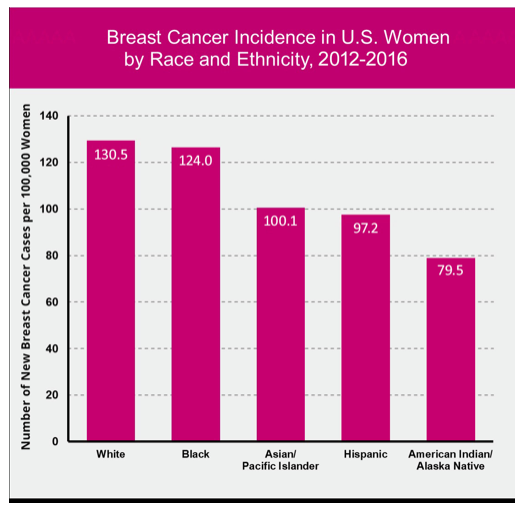 Breast Cancer Incidence in U.S. Women
by Race and Ethnicity, 2012-2016
Number of New Breast Cancer Cases per 100,000 Women
140
120
100
80
60
40
20
0
130.5
124.0
100.1
97.2
79.5
White
Black
Asian/
Pacific Islander
Hispanic
American Indian/
Alaska Native